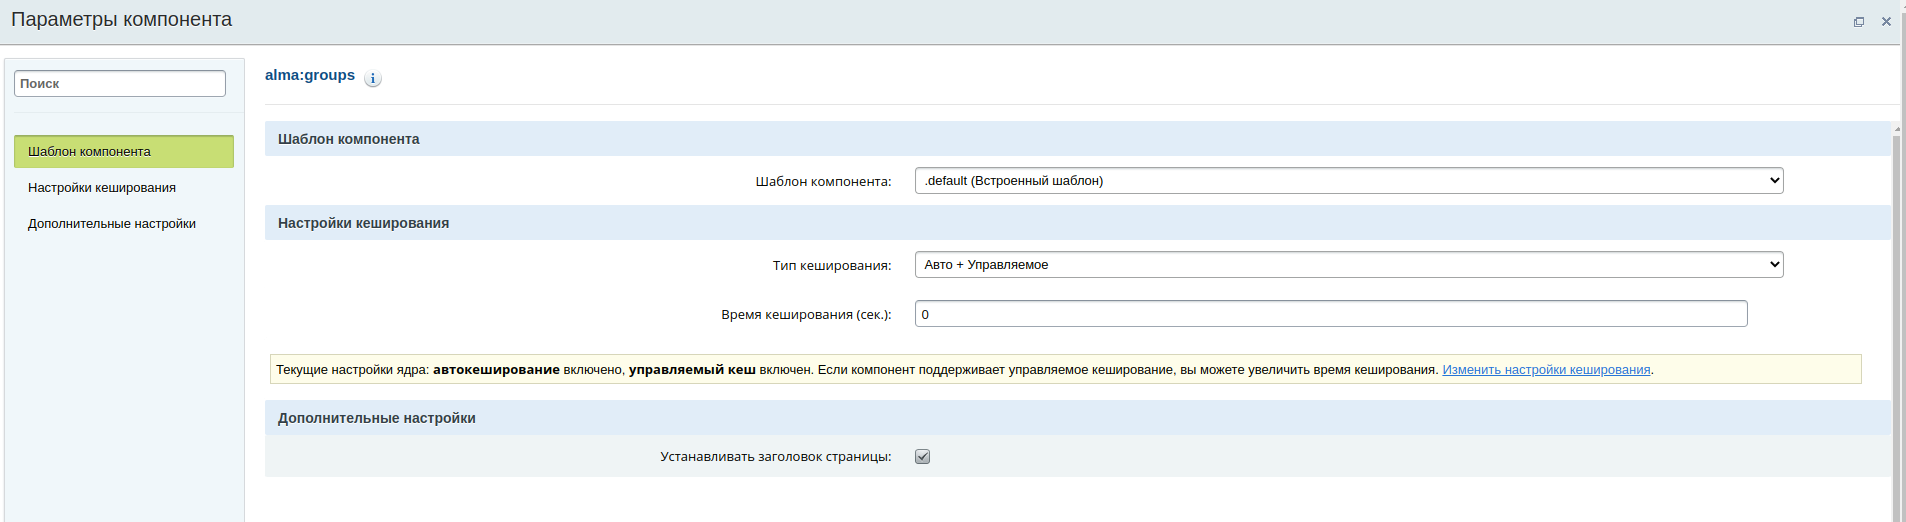 Параметры компонента
Поиск
Шаблон компонента
Настройки кеширования
Дополнительные настройки
alma:groups
Шаблон компонента
Шаблон компонента: .default (Встроенный шаблон)
Настройки кеширования
Тип кеширования: Авто + Управляемое
Время кеширования (сек.): 0
Текущие настройки ядра: автокеширование включено, управляемый кеш включен. Если компонент поддерживает управляемое кеширование, вы можете увеличить время кеширования. Изменить настройки кеширования.
Дополнительные настройки
Устанавливать заголовок страницы: